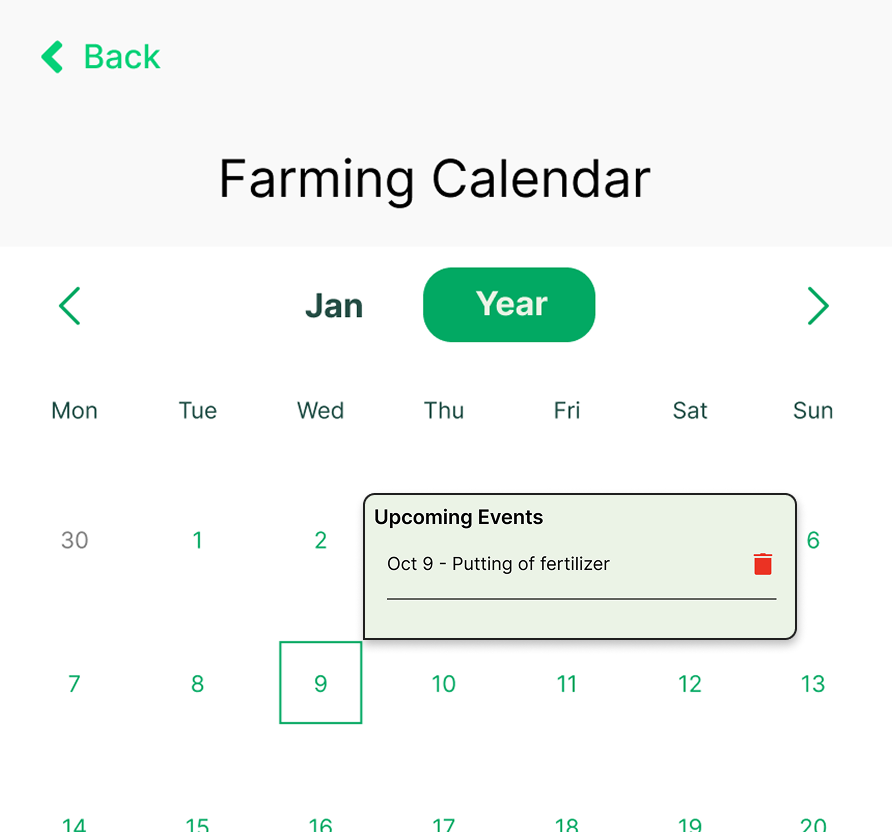 Back
Farming Calendar
Jan Year
Mon Tue Wed Thu Fri Sat Sun
Upcoming Events
30 1 2 6
Oct 9 - Putting of fertilizer
7 8 9 10 11 12 13
14 15 16 17 18 19 20